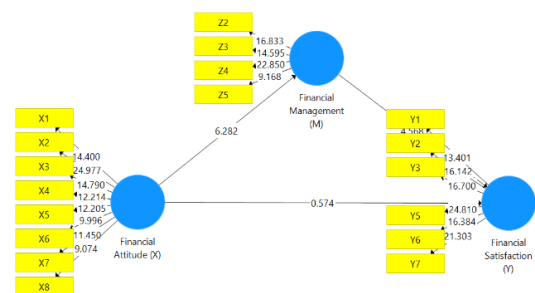 Z2
Z3
Z4
Z5
16.833
14.595
22.850
9.168
Financial
Management
(M)
X1
X2
X3
X4
X5
X6
X7
X8
14.400
24.977
14.790
12.214
12.205
9.996
11.450
9.074
6.282
0.574
4.568
Financial
Attitude (X)
Y1
Y2
Y3
Y5
Y6
Y7
13.401
16.142
16.700
24.810
16.384
21.303
Financial
Satisfaction (Y)